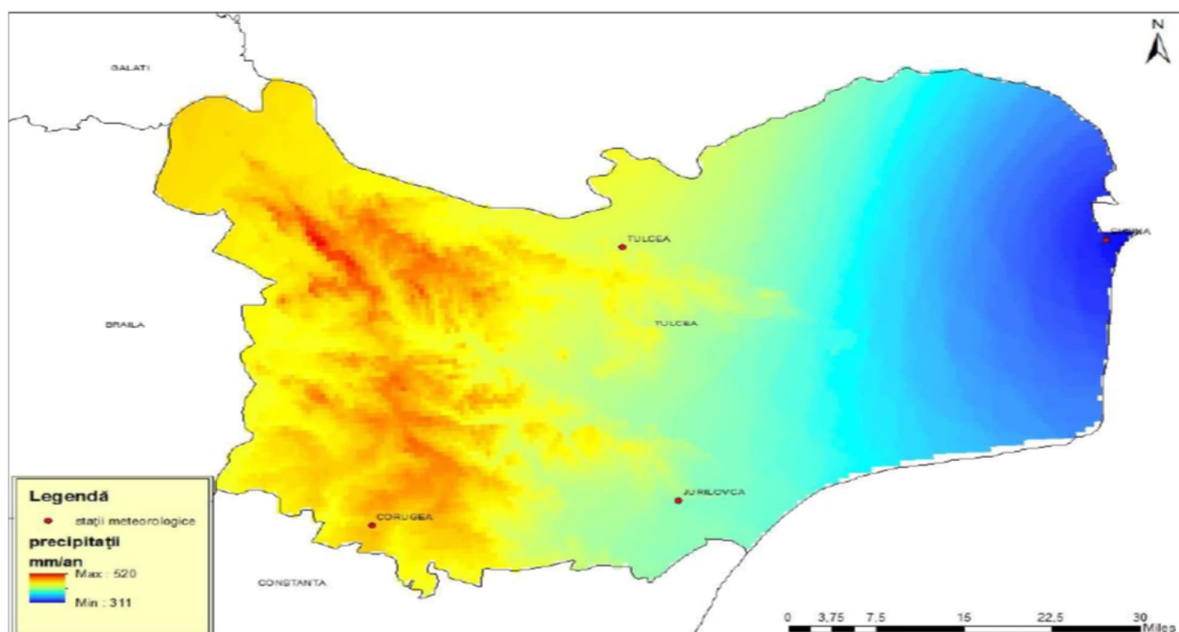 N
GALATI
TULCEA
BRAILA
TULCEA
JURILOVCA
CORUGEA
CONSTANTA
Legendă
stații meteorologice
precipitații
mm/an
Max : 520
Min : 311
0 3,75 7,5 15 22,5 30
Miles